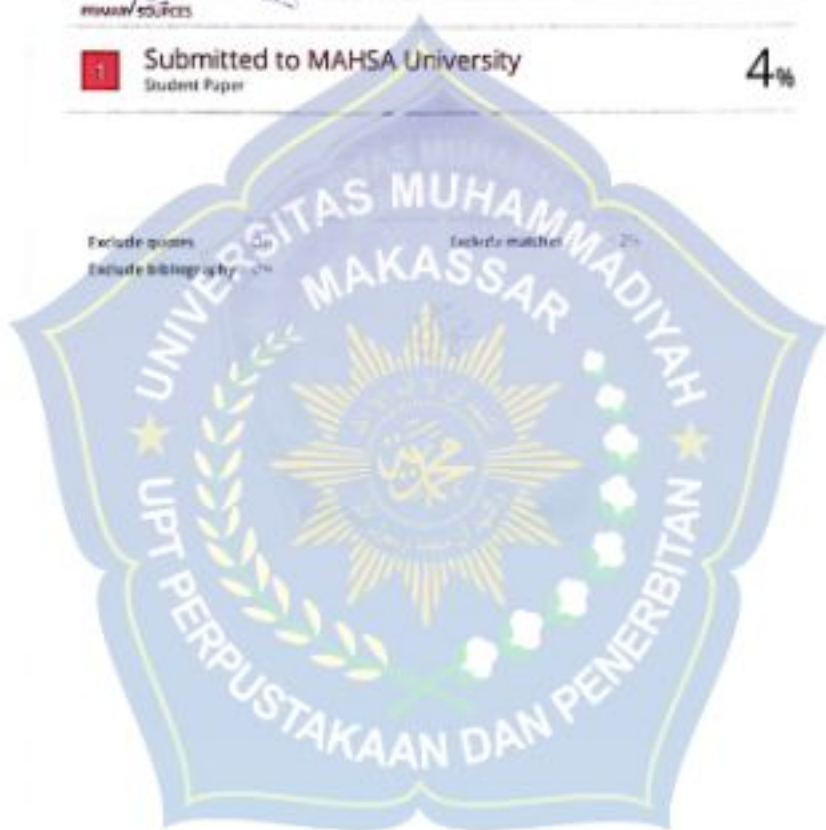 PRIMARY SOURCES
1 Submitted to MAHSA University 4%
Student Paper
UNIVERSITAS MUHAMMADIYAH
MAKASSAR
Exclude quotes Exclude matches
Exclude bibliography
UPT PERPUSTAKAAN DAN PENERBITAN